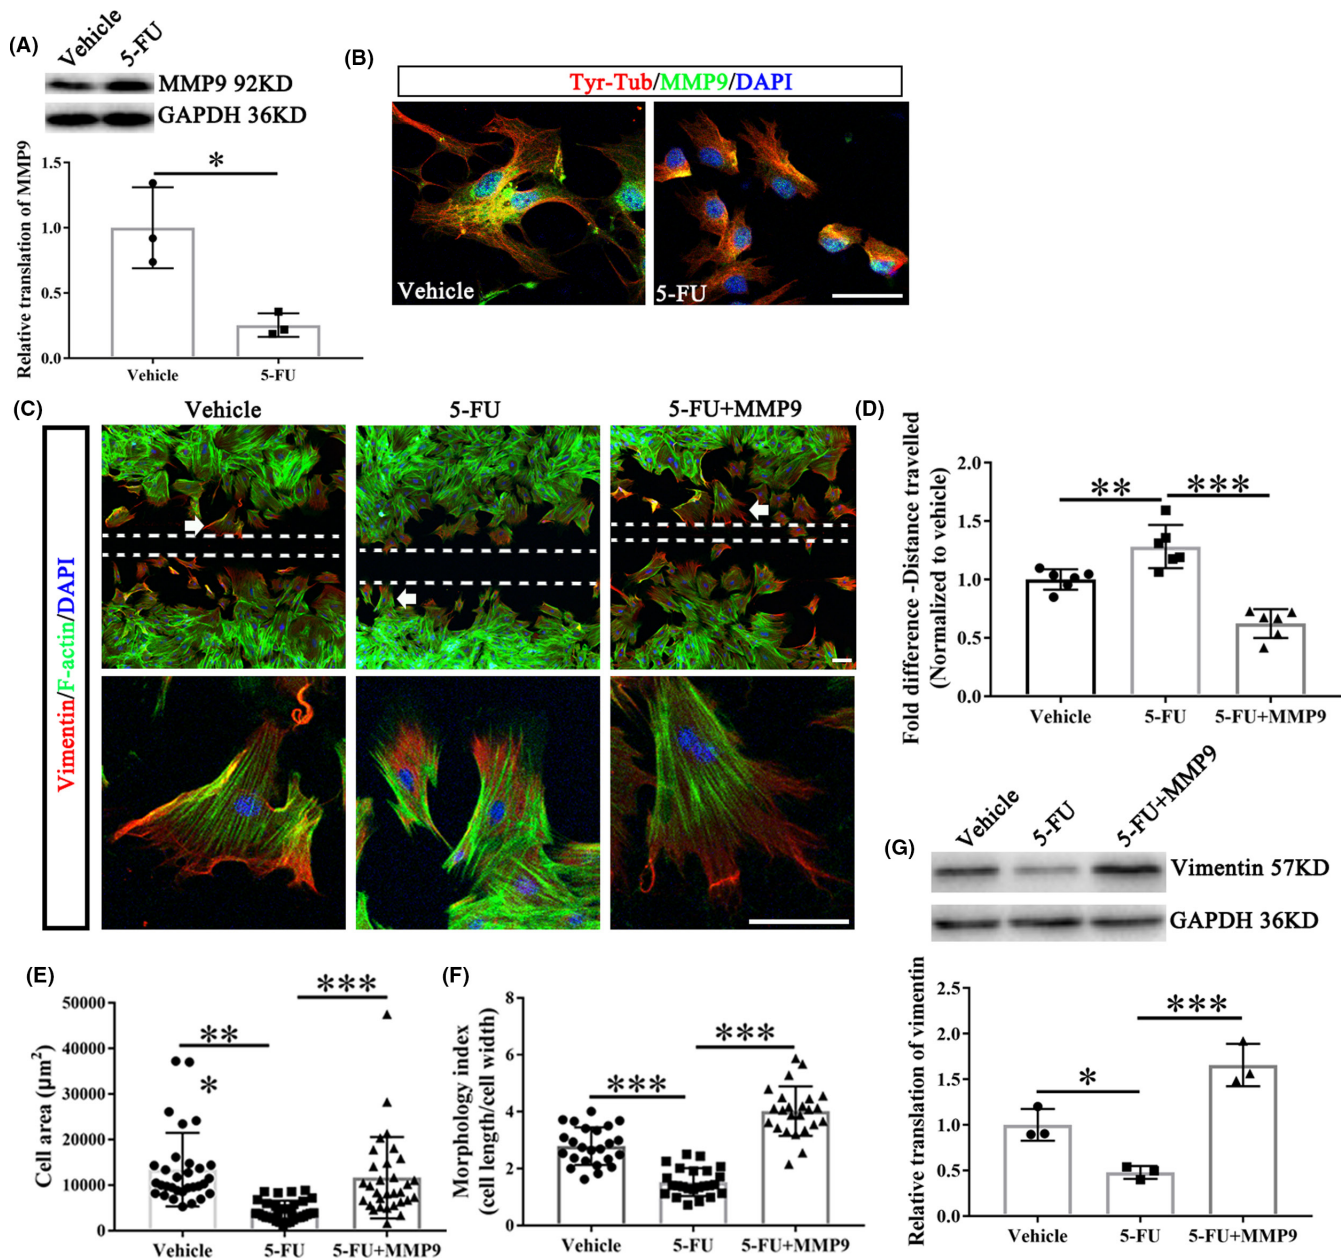 (A)
Vehicle
5-FU
MMP9 92KD
GAPDH 36KD
Relative translation of MMP9
1.5
1.0
0.5
0.0
*
Vehicle
5-FU
(B)
Tyr-Tub/MMP9/DAPI
Vehicle
5-FU
(C)
Vimentin/F-actin/DAPI
Vehicle
5-FU
5-FU+MMP9
(D)
Fold difference -Distance travelled
(Normalized to vehicle)
2.0
1.5
1.0
0.5
0.0
**
***
Vehicle
5-FU
5-FU+MMP9
(E)
Cell area (μm²)
50000
40000
30000
20000
10000
0
**
***
*
Vehicle
5-FU
5-FU+MMP9
(F)
Morphology index
(cell length/cell width)
8
6
4
2
0
***
***
Vehicle
5-FU
5-FU+MMP9
(G)
Vehicle
5-FU
5-FU+MMP9
Vimentin 57KD
GAPDH 36KD
Relative translation of vimentin
2.5
2.0
1.5
1.0
0.5
0.0
*
***
Vehicle
5-FU
5-FU+MMP9